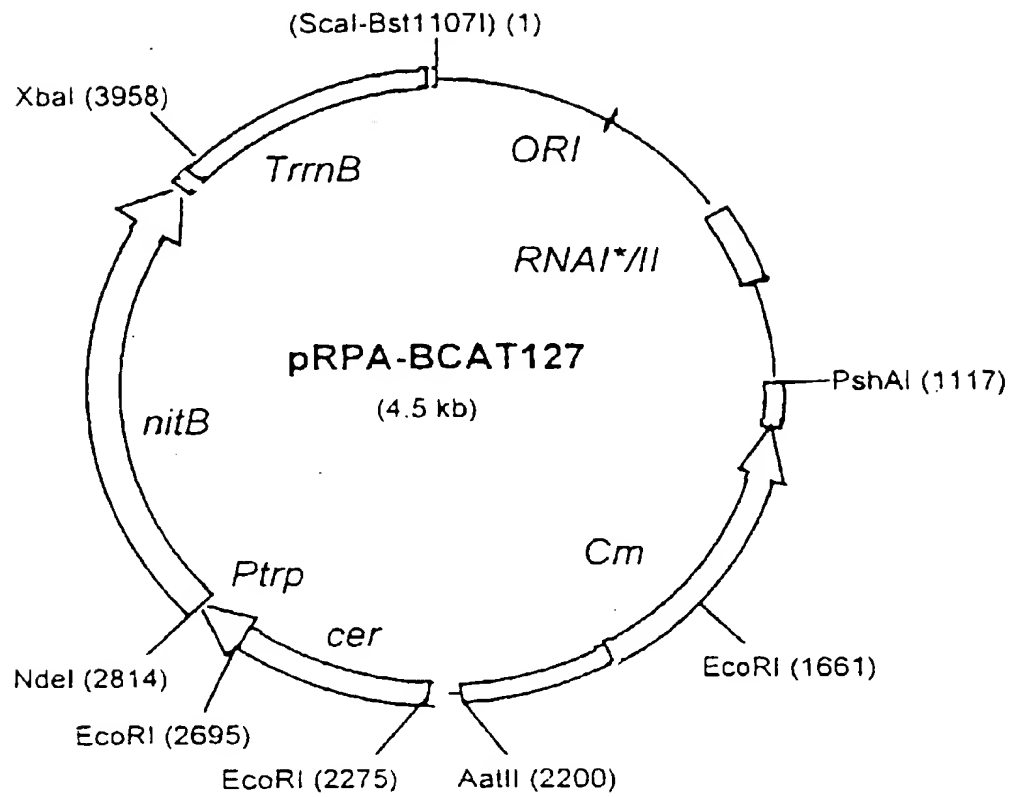 (ScaI-Bst1107I) (1)
XbaI (3958)
TrrnB
ORI
RNAI*/II
pRPA-BCAT127
(4.5 kb)
PshAI (1117)
nitB
Cm
Ptrp
cer
EcoRI (1661)
NdeI (2814)
EcoRI (2695)
EcoRI (2275)
AatII (2200)